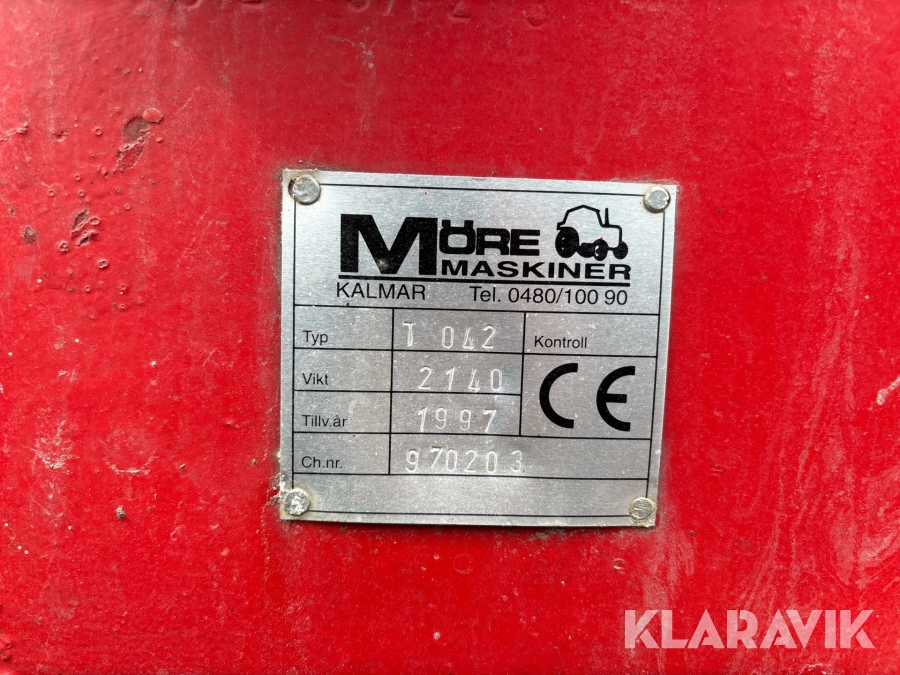 MÖRE
MASKINER
KALMAR Tel. 0480/100 90
Typ T 042 Kontroll
Vikt 2140
CE
Tillv.år 1997
Ch.nr. 970203
KLARAVIK